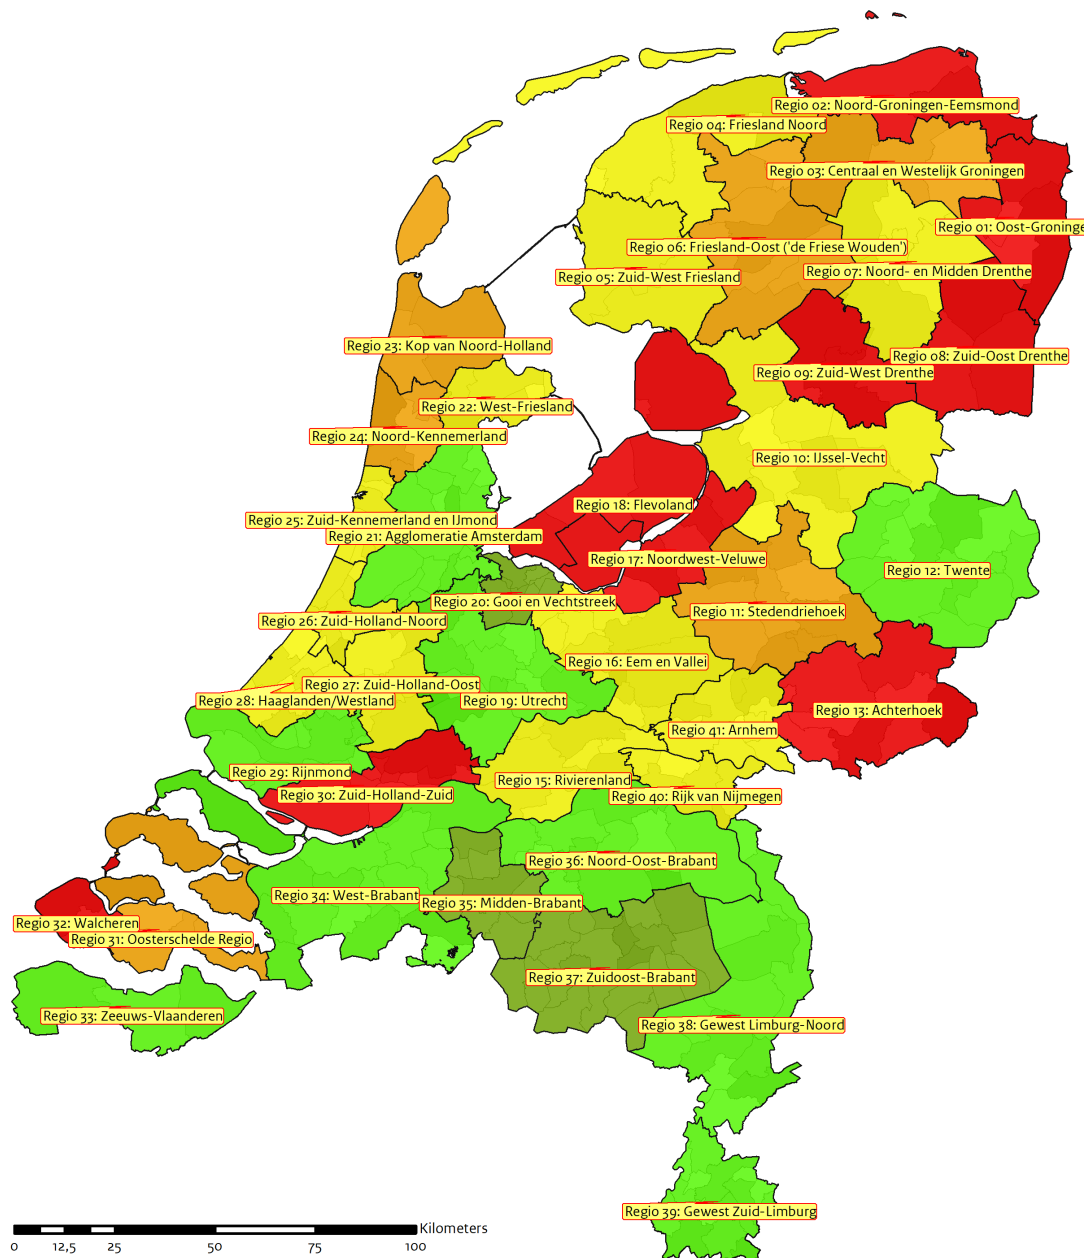 Regio 02: Noord-Groningen-Eemsmond
Regio 04: Friesland Noord
Regio 03: Centraal en Westelijk Groningen
Regio 01: Oost-Groninge
Regio 06: Friesland-Oost ('de Friese Wouden')
Regio 07: Noord- en Midden Drenthe
Regio 05: Zuid-West Friesland
Regio 23: Kop van Noord-Holland
Regio 08: Zuid-Oost Drenthe
Regio 09: Zuid-West Drenthe
Regio 22: West-Friesland
Regio 24: Noord-Kennemerland
Regio 10: IJssel-Vecht
Regio 18: Flevoland
Regio 25: Zuid-Kennemerland en IJmond
Regio 21: Agglomeratie Amsterdam
Regio 17: Noordwest-Veluwe
Regio 12: Twente
Regio 20: Gooi en Vechtstreek
Regio 11: Stedendriehoek
Regio 26: Zuid-Holland-Noord
Regio 16: Eem en Vallei
Regio 27: Zuid-Holland-Oost
Regio 28: Haaglanden/Westland
Regio 19: Utrecht
Regio 13: Achterhoek
Regio 41: Arnhem
Regio 29: Rijnmond
Regio 15: Rivierenland
Regio 30: Zuid-Holland-Zuid
Regio 40: Rijk van Nijmegen
Regio 36: Noord-Oost-Brabant
Regio 34: West-Brabant
Regio 35: Midden-Brabant
Regio 32: Walcheren
Regio 31: Oosterschelde Regio
Regio 37: Zuidoost-Brabant
Regio 33: Zeeuws-Vlaanderen
Regio 38: Gewest Limburg-Noord
Regio 39: Gewest Zuid-Limburg
Kilometers
0 12,5 25 50 75 100